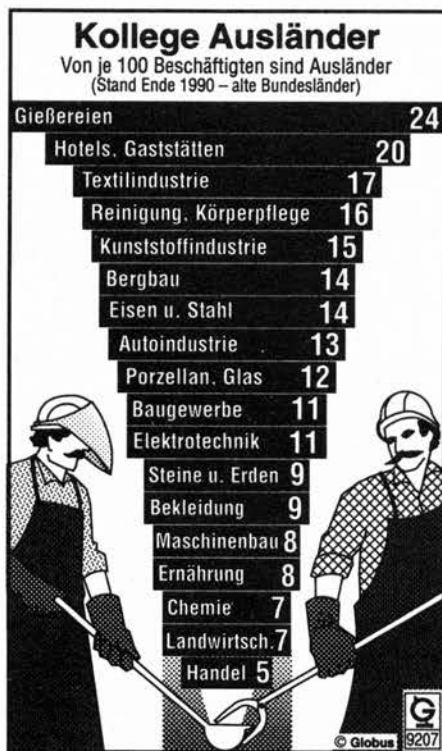 Kollege Ausländer
Von je 100 Beschäftigten sind Ausländer
(Stand Ende 1990 – alte Bundesländer)
Gießereien 24
Hotels, Gaststätten 20
Textilindustrie 17
Reinigung, Körperpflege 16
Kunststoffindustrie 15
Bergbau 14
Eisen u. Stahl 14
Autoindustrie 13
Porzellan, Glas 12
Baugewerbe 11
Elektrotechnik 11
Steine u. Erden 9
Bekleidung 9
Maschinenbau 8
Ernährung 8
Chemie 7
Landwirtsch. 7
Handel 5
© Globus
G
9207